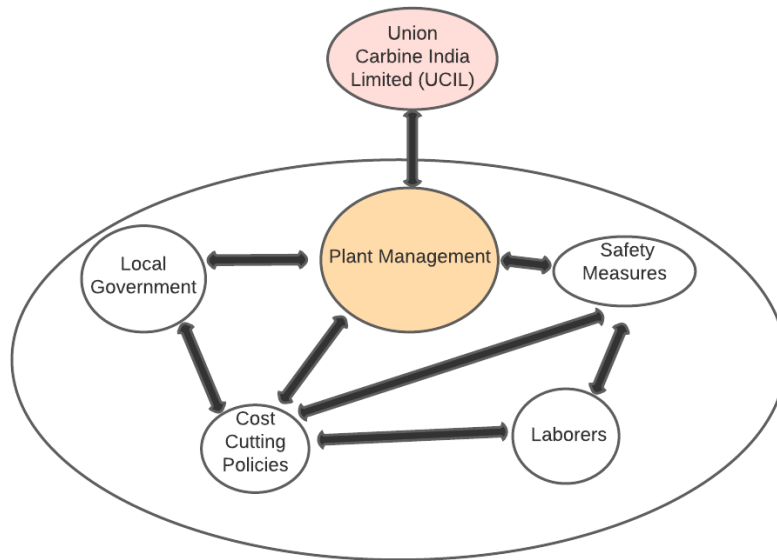 Union
Carbine India
Limited (UCIL)
Local
Government
Plant Management
Safety
Measures
Cost
Cutting
Policies
Laborers